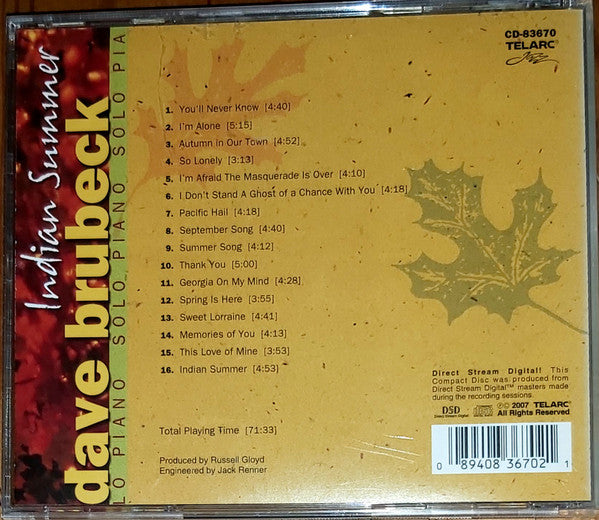 CD-83670
TELARC®
Jazz
Indian Summer
dave brubeck
LO PIANO SOLO PIANO SOLO PIANO SOLO PIA
1. You'll Never Know [4:40]
2. I'm Alone [5:15]
3. Autumn in Our Town [4:52]
4. So Lonely [3:13]
5. I'm Afraid The Masquerade Is Over [4:10]
6. I Don't Stand A Ghost of a Chance With You [4:18]
7. Pacific Hail [4:18]
8. September Song [4:40]
9. Summer Song [4:12]
10. Thank You [5:00]
11. Georgia On My Mind [4:28]
12. Spring Is Here [3:55]
13. Sweet Lorraine [4:41]
14. Memories of You [4:13]
15. This Love of Mine [3:53]
16. Indian Summer [4:53]
Total Playing Time [71:33]
Produced by Russell Gloyd
Engineered by Jack Renner
Direct Stream Digital! This
Compact Disc was produced from
Direct Stream Digital™ masters made
during the recording sessions.
DSD
Direct Stream Digital
℗ © 2007 TELARC®
All Rights Reserved
0 89408 36702 1